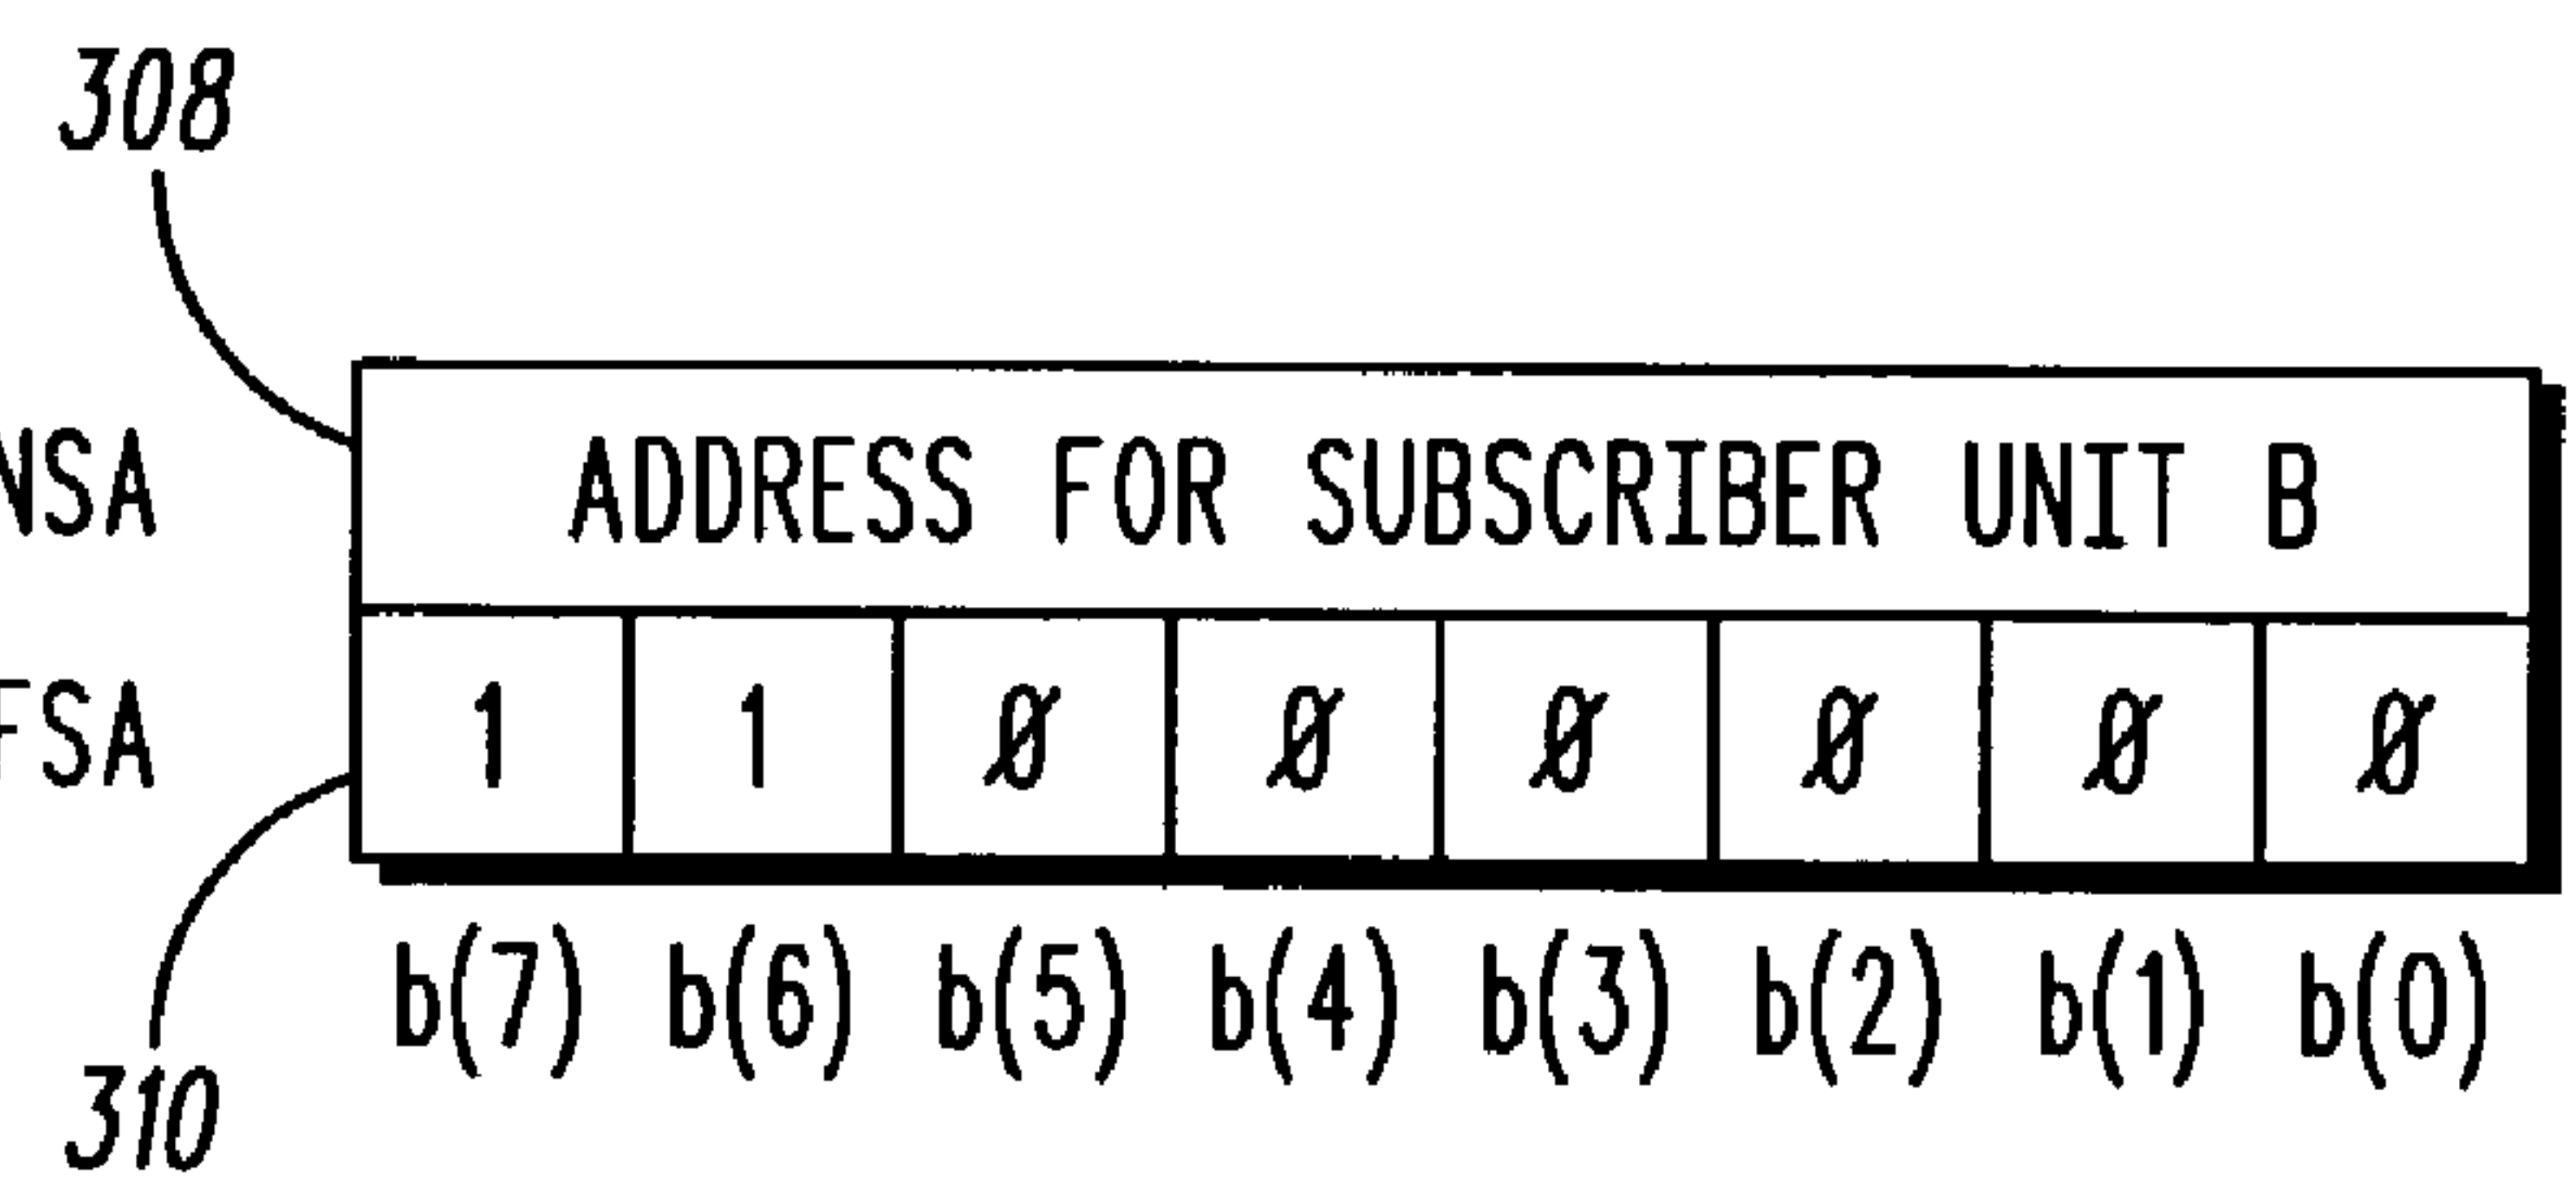 308
NSA ADDRESS FOR SUBSCRIBER UNIT B
FSA 1 1 Ø Ø Ø Ø Ø Ø
b(7) b(6) b(5) b(4) b(3) b(2) b(1) b(0)
310